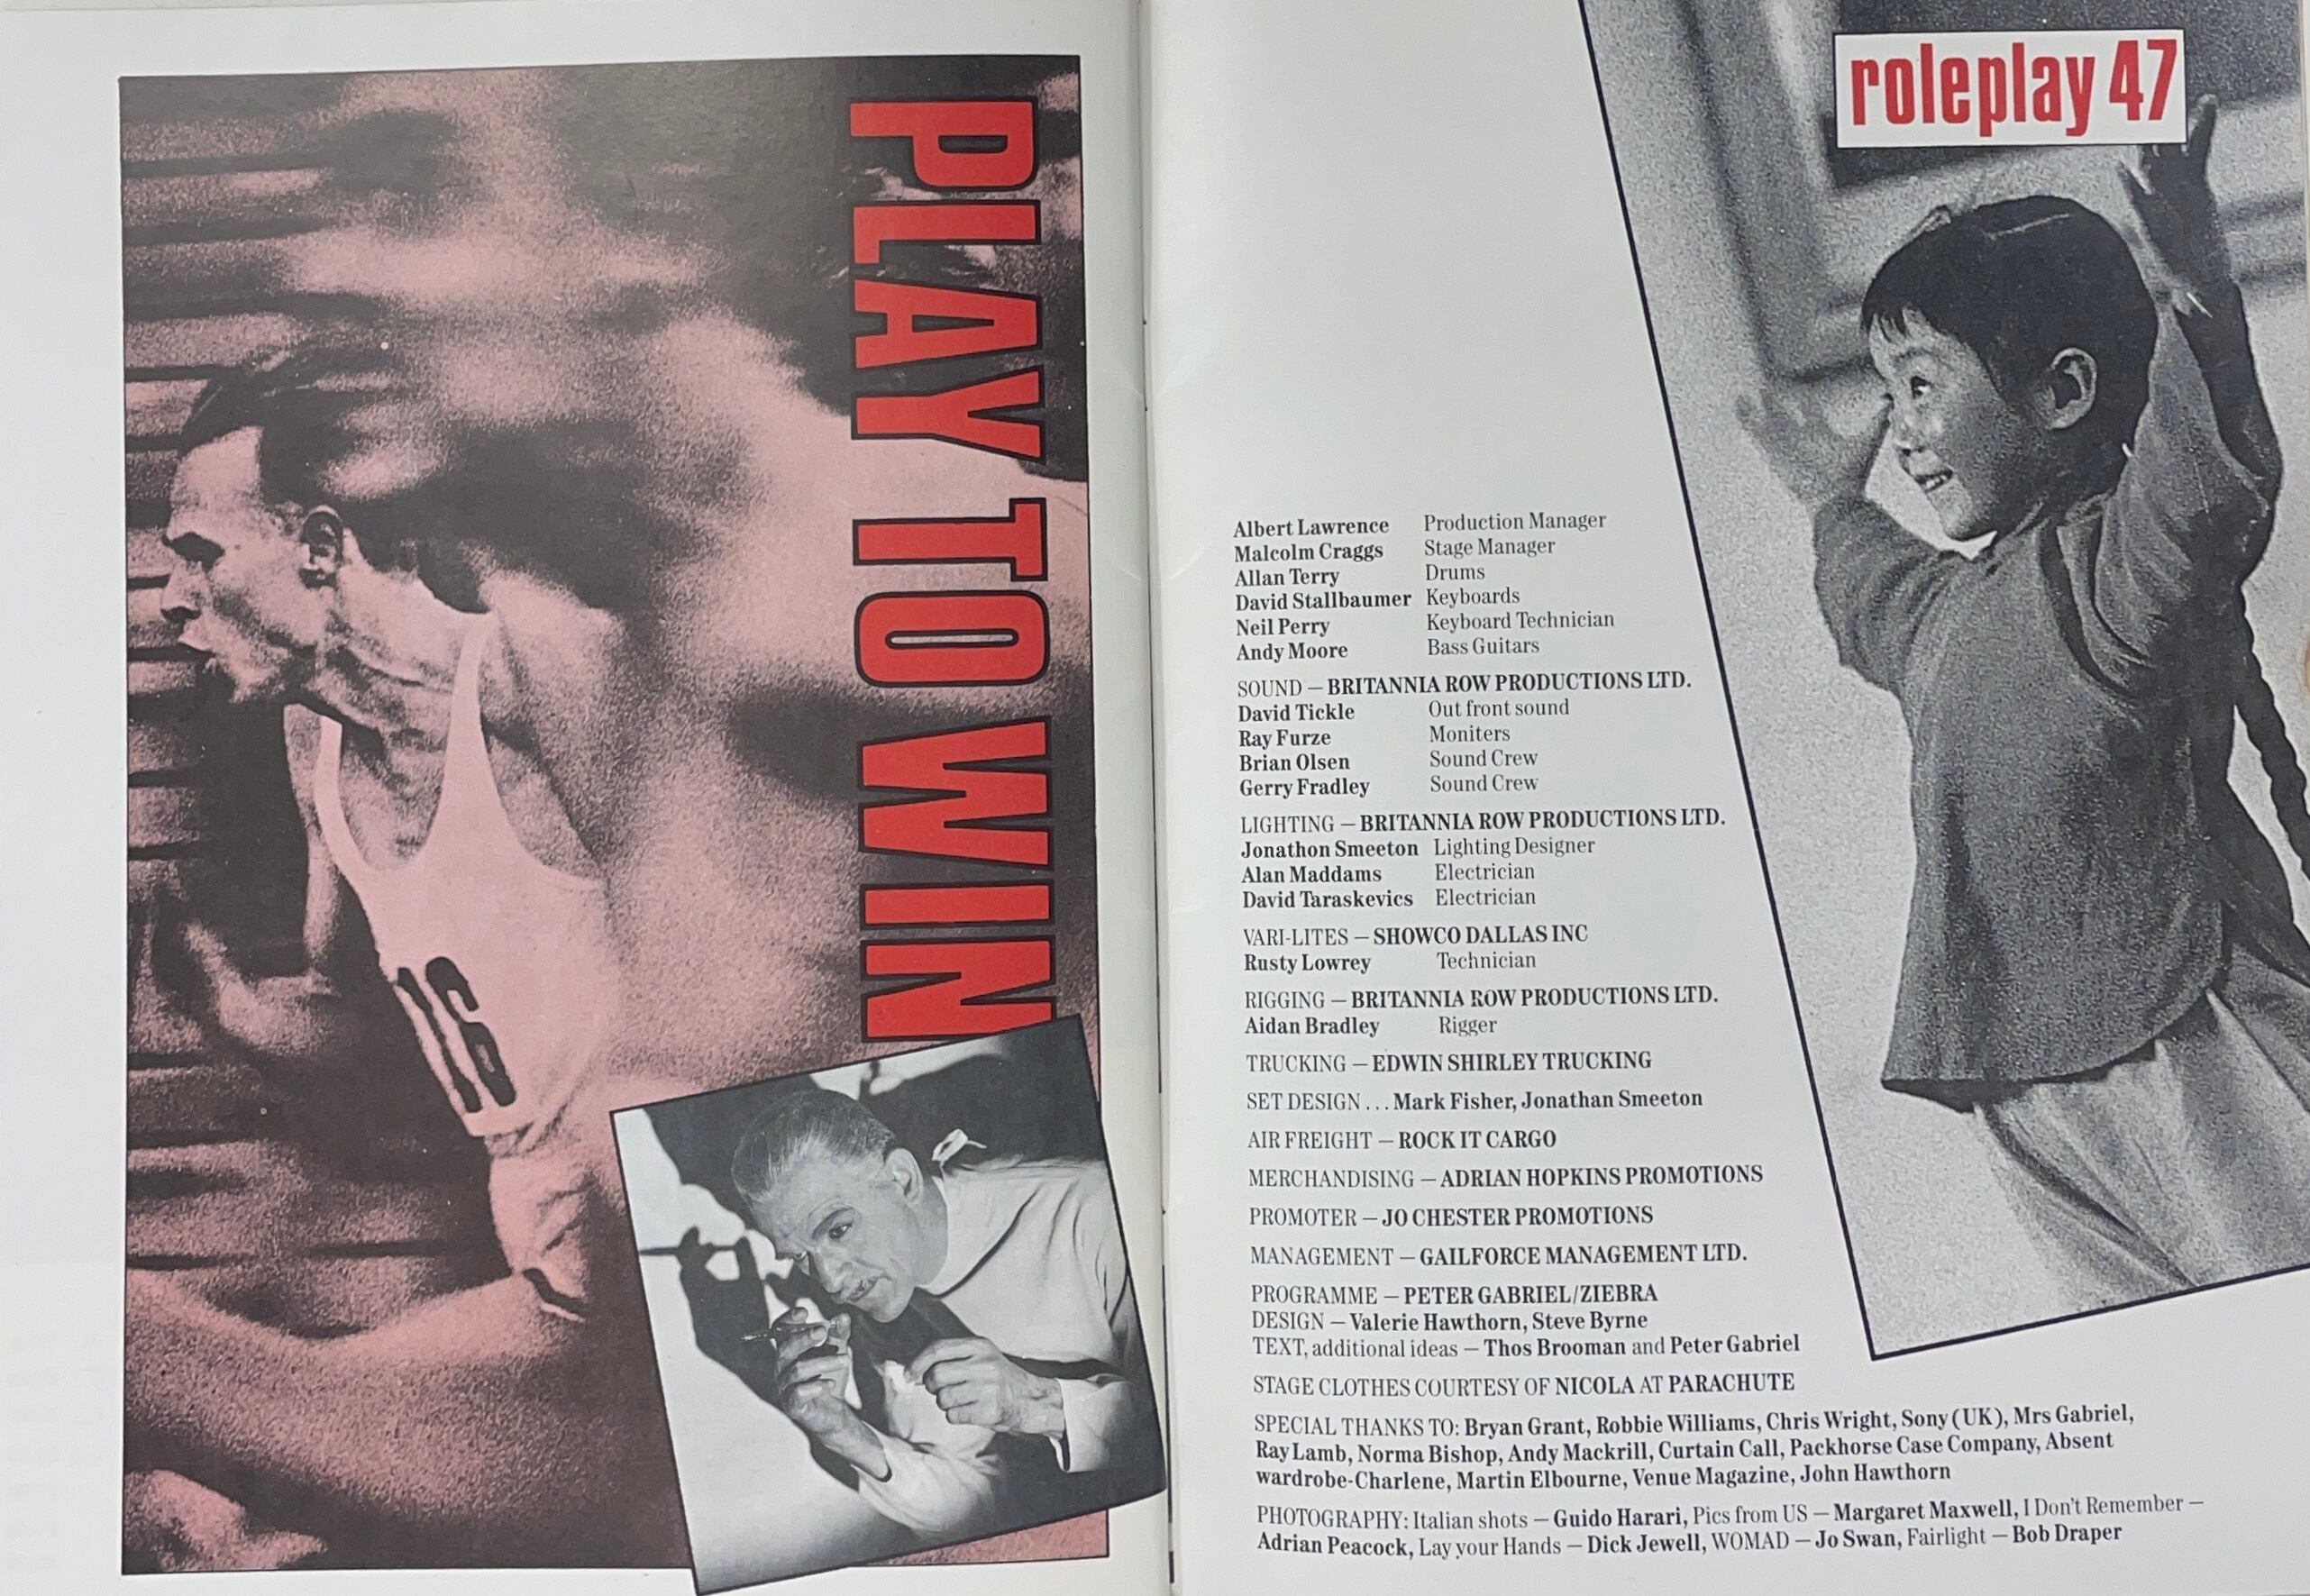 PLAY TO WIN
16
roleplay 47
Albert Lawrence Production Manager
Malcolm Craggs Stage Manager
Allan Terry Drums
David Stallbaumer Keyboards
Neil Perry Keyboard Technician
Andy Moore Bass Guitars
SOUND – BRITANNIA ROW PRODUCTIONS LTD.
David Tickle Out front sound
Ray Furze Moniters
Brian Olsen Sound Crew
Gerry Fradley Sound Crew
LIGHTING – BRITANNIA ROW PRODUCTIONS LTD.
Jonathon Smeeton Lighting Designer
Alan Maddams Electrician
David Taraskevics Electrician
VARI-LITES – SHOWCO DALLAS INC
Rusty Lowrey Technician
RIGGING – BRITANNIA ROW PRODUCTIONS LTD.
Aidan Bradley Rigger
TRUCKING – EDWIN SHIRLEY TRUCKING
SET DESIGN . . . Mark Fisher, Jonathan Smeeton
AIR FREIGHT – ROCK IT CARGO
MERCHANDISING – ADRIAN HOPKINS PROMOTIONS
PROMOTER – JO CHESTER PROMOTIONS
MANAGEMENT – GAILFORCE MANAGEMENT LTD.
PROGRAMME – PETER GABRIEL/ZIEBRA
DESIGN – Valerie Hawthorn, Steve Byrne
TEXT, additional ideas – Thos Brooman and Peter Gabriel
STAGE CLOTHES COURTESY OF NICOLA AT PARACHUTE
SPECIAL THANKS TO: Bryan Grant, Robbie Williams, Chris Wright, Sony (UK), Mrs Gabriel,
Ray Lamb, Norma Bishop, Andy Mackrill, Curtain Call, Packhorse Case Company, Absent
wardrobe-Charlene, Martin Elbourne, Venue Magazine, John Hawthorn
PHOTOGRAPHY: Italian shots – Guido Harari, Pics from US – Margaret Maxwell, I Don't Remember –
Adrian Peacock, Lay your Hands – Dick Jewell, WOMAD – Jo Swan, Fairlight – Bob Draper